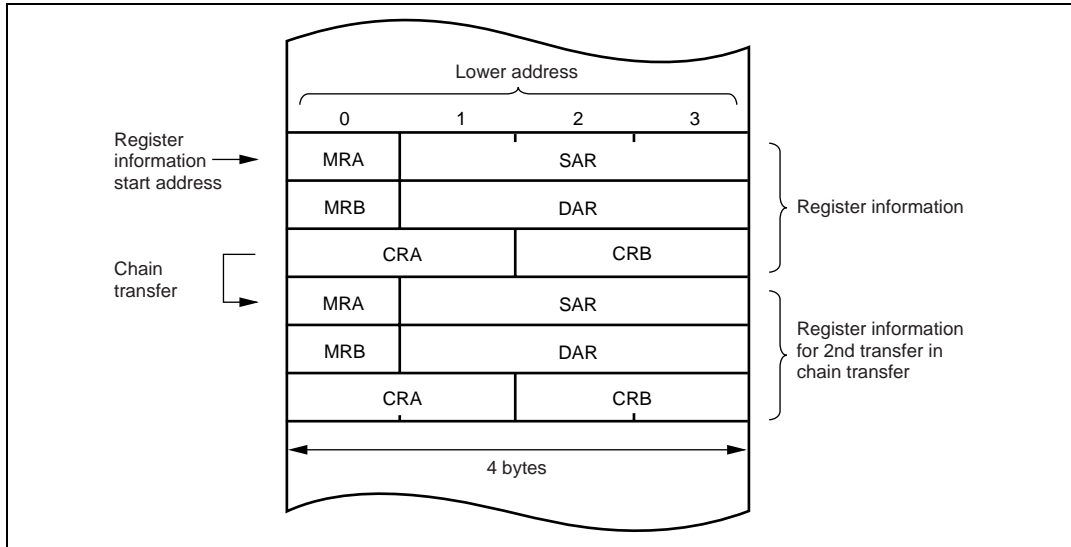 Lower address
0 1 2 3
Register
information
start address
MRA SAR
MRB DAR
Register information
CRA CRB
Chain
transfer
MRA SAR
MRB DAR
Register information
for 2nd transfer in
chain transfer
CRA CRB
4 bytes